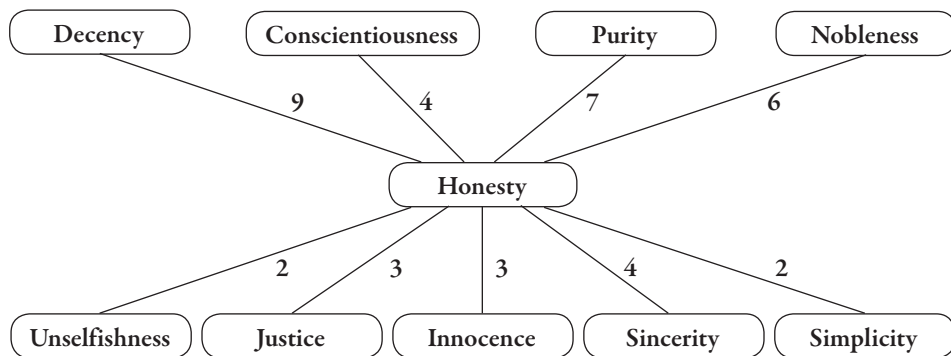 Decency Conscientiousness Purity Nobleness
9 4 7 6
Honesty
2 3 3 4 2
Unselfishness Justice Innocence Sincerity Simplicity